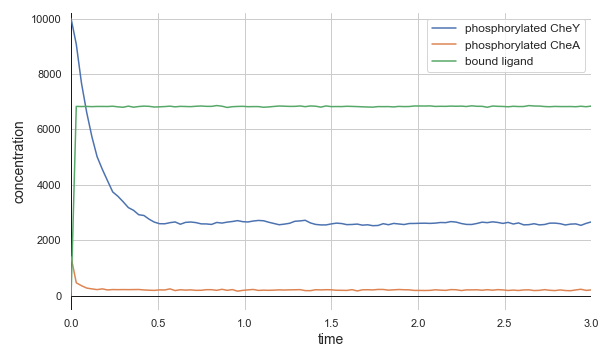 10000
8000
6000
4000
2000
0
concentration
phosphorylated CheY
phosphorylated CheA
bound ligand
0.0 0.5 1.0 1.5 2.0 2.5 3.0
time